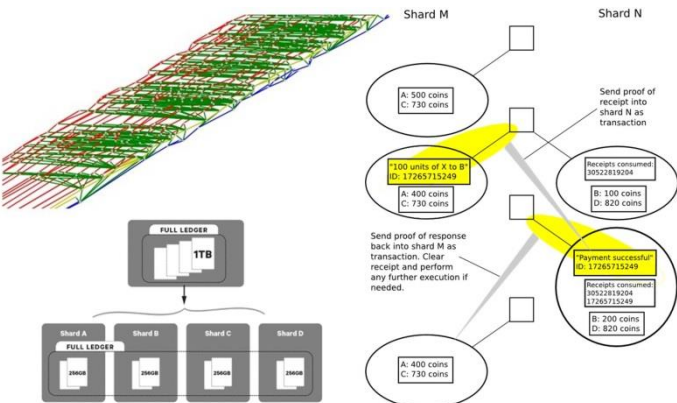 Shard M
Shard N
A: 500 coins
C: 730 coins
Send proof of
receipt into
shard N as
transaction
"100 units of X to B"
ID: 17265715249
A: 400 coins
C: 730 coins
Receipts consumed:
30522819204
B: 100 coins
D: 820 coins
Send proof of response
back into shard M as
transaction. Clear
receipt and perform
any further execution if
needed.
"Payment successful"
ID: 17265715249
Receipts consumed:
30522819204
17265715249
B: 200 coins
D: 820 coins
A: 400 coins
C: 730 coins
FULL LEDGER
1TB
Shard A
Shard B
Shard C
Shard D
FULL LEDGER
256GB
256GB
256GB
256GB